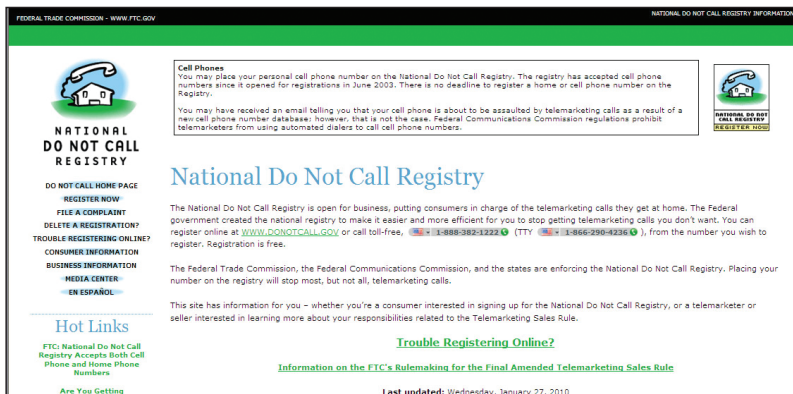 FEDERAL TRADE COMMISSION - WWW.FTC.GOV
NATIONAL DO NOT CALL REGISTRY INFORMATION
Cell Phones
You may place your personal cell phone number on the National Do Not Call Registry. The registry has accepted cell phone
numbers since it opened for registrations in June 2003. There is no deadline to register a home or cell phone number on the
Registry.
You may have received an email telling you that your cell phone is about to be assaulted by telemarketing calls as a result of a
new cell phone number database; however, that is not the case. Federal Communications Commission regulations prohibit
telemarketers from using automated dialers to call cell phone numbers.
NATIONAL DO NOT
CALL REGISTRY
REGISTER NOW
NATIONAL
DO NOT CALL
REGISTRY
DO NOT CALL HOME PAGE
REGISTER NOW
FILE A COMPLAINT
DELETE A REGISTRATION?
TROUBLE REGISTERING ONLINE?
CONSUMER INFORMATION
BUSINESS INFORMATION
MEDIA CENTER
EN ESPAÑOL
Hot Links
FTC: National Do Not Call
Registry Accepts Both Cell
Phone and Home Phone
Numbers
Are You Getting
National Do Not Call Registry
The National Do Not Call Registry is open for business, putting consumers in charge of the telemarketing calls they get at home. The Federal
government created the national registry to make it easier and more efficient for you to stop getting telemarketing calls you don't want. You can
register online at WWW.DONOTCALL.GOV or call toll-free, 1-888-382-1222 (TTY 1-866-290-4236 ), from the number you wish to
register. Registration is free.
The Federal Trade Commission, the Federal Communications Commission, and the states are enforcing the National Do Not Call Registry. Placing your
number on the registry will stop most, but not all, telemarketing calls.
This site has information for you – whether you're a consumer interested in signing up for the National Do Not Call Registry, or a telemarketer or
seller interested in learning more about your responsibilities related to the Telemarketing Sales Rule.
Trouble Registering Online?
Information on the FTC's Rulemaking for the Final Amended Telemarketing Sales Rule
Last updated: Wednesday, January 27, 2010